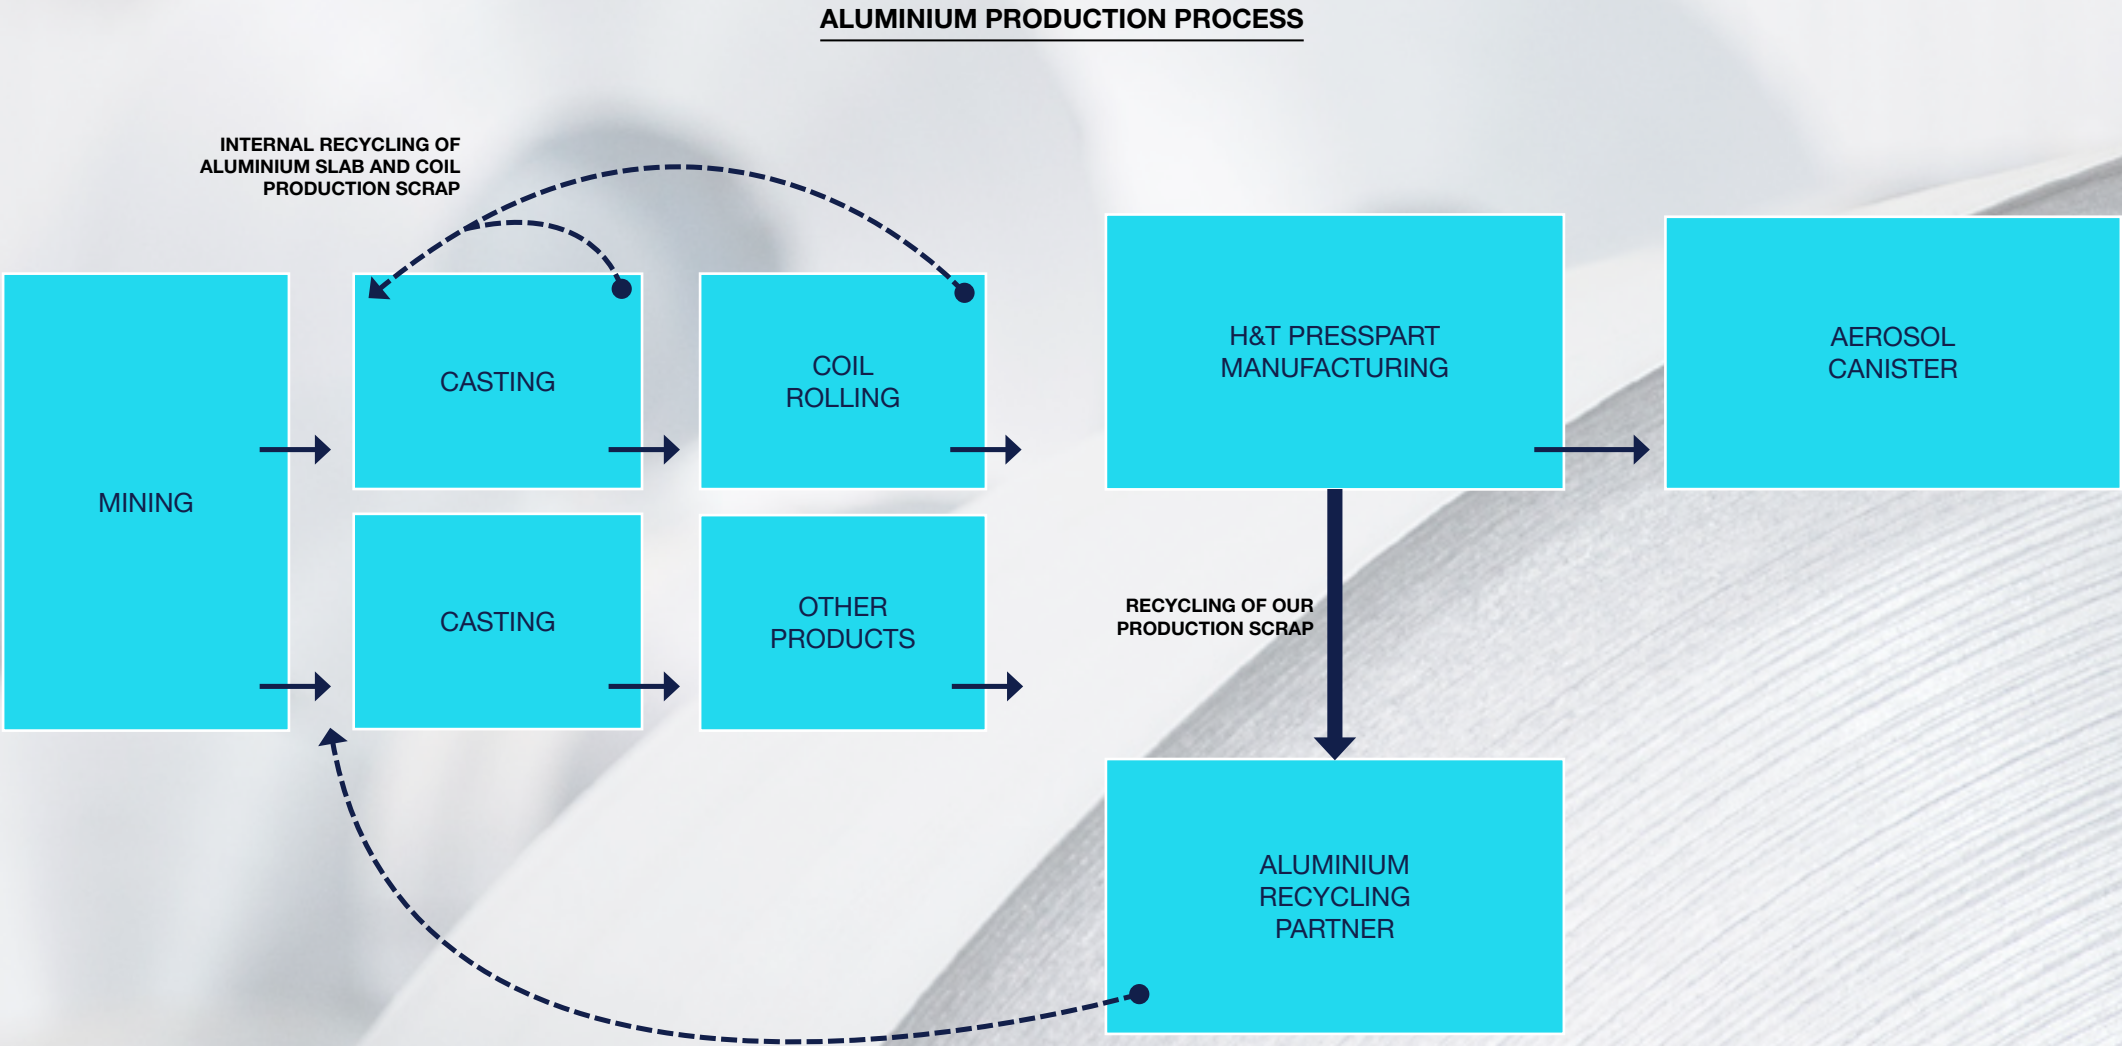 ALUMINIUM PRODUCTION PROCESS
INTERNAL RECYCLING OF
ALUMINIUM SLAB AND COIL
PRODUCTION SCRAP
MINING
CASTING
COIL
ROLLING
H&T PRESSPART
MANUFACTURING
AEROSOL
CANISTER
CASTING
OTHER
PRODUCTS
RECYCLING OF OUR
PRODUCTION SCRAP
ALUMINIUM
RECYCLING
PARTNER